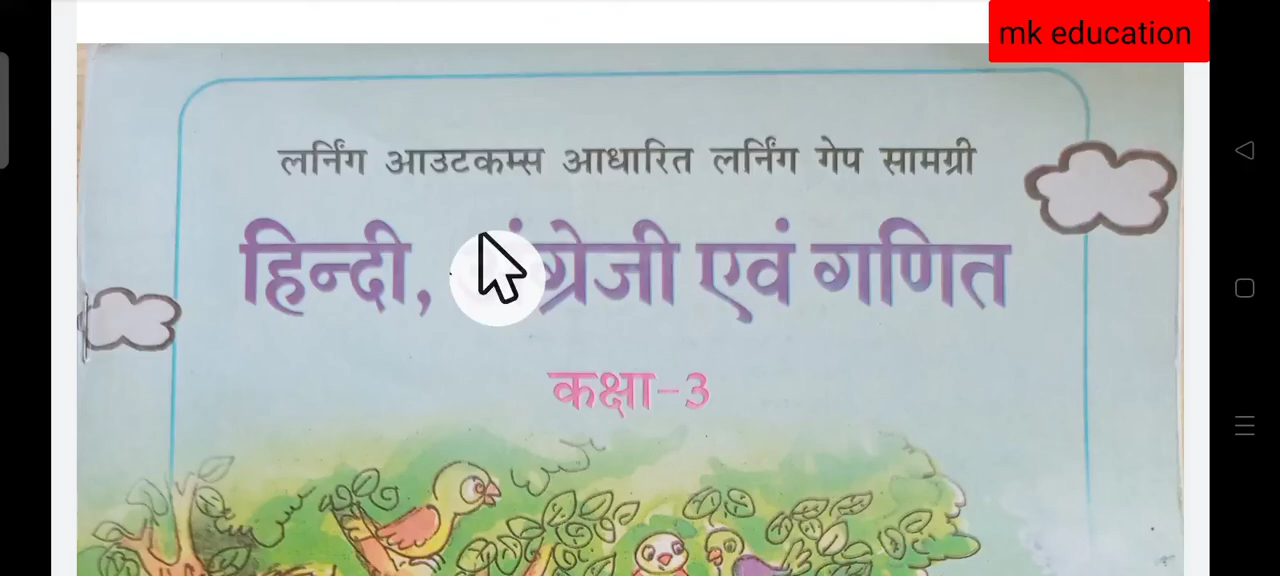 mk education
लर्निंग आउटकम्स आधारित लर्निंग गेप सामग्री
हिन्दी, अंग्रेजी एवं गणित
कक्षा-3